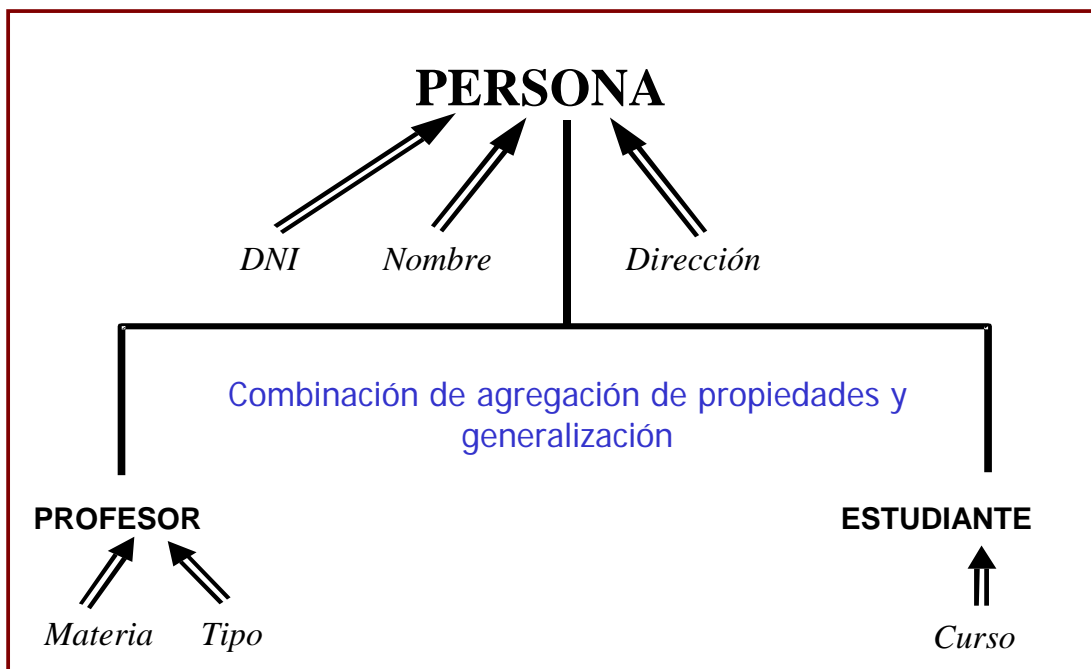 PERSONA
DNI Nombre Dirección
Combinación de agregación de propiedades y
generalización
PROFESOR ESTUDIANTE
Materia Tipo Curso